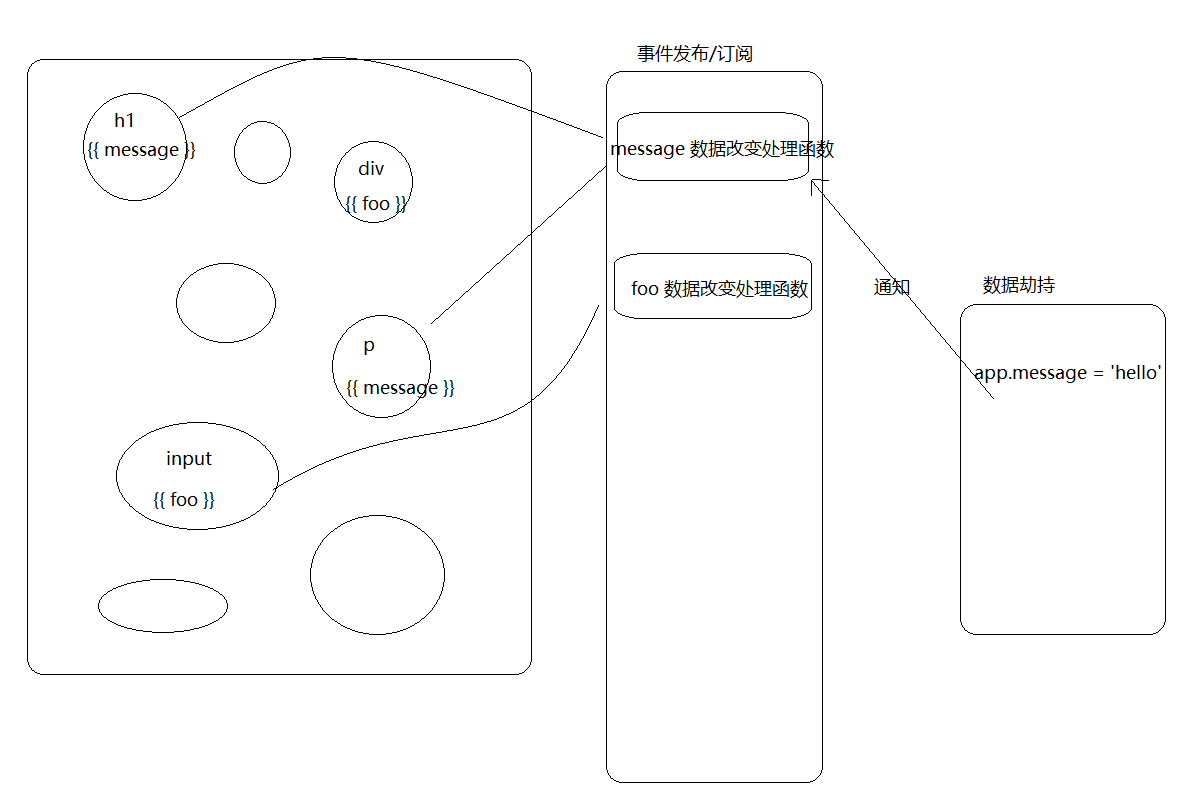 事件发布/订阅
h1
{{ message }}
div
{{ foo }}
p
{{ message }}
input
{{ foo }}
message 数据改变处理函数
foo 数据改变处理函数
通知
数据劫持
app.message = 'hello'